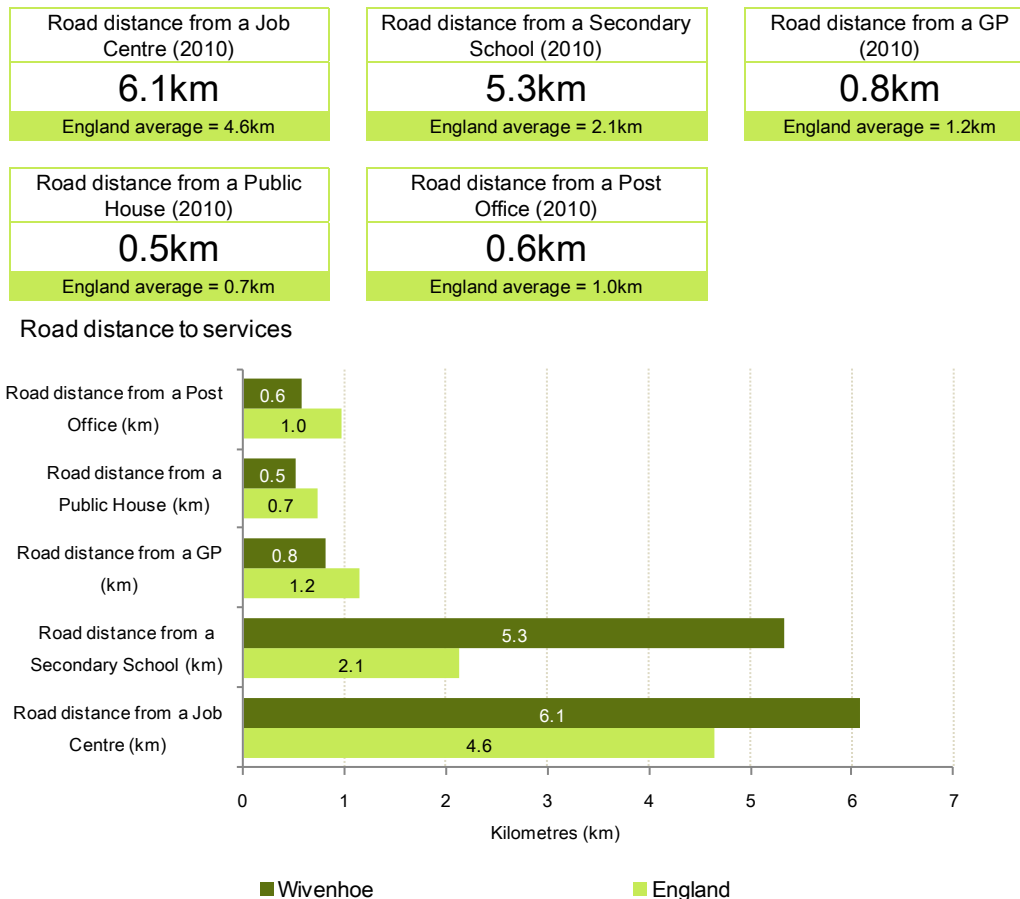 Road distance from a Job
Centre (2010)
6.1km
England average = 4.6km
Road distance from a Secondary
School (2010)
5.3km
England average = 2.1km
Road distance from a GP
(2010)
0.8km
England average = 1.2km
Road distance from a Public
House (2010)
0.5km
England average = 0.7km
Road distance from a Post
Office (2010)
0.6km
England average = 1.0km
Road distance to services
Road distance from a Post
Office (km)
0.6
1.0
Road distance from a
Public House (km)
0.5
0.7
Road distance from a GP
(km)
0.8
1.2
Road distance from a
Secondary School (km)
5.3
2.1
Road distance from a Job
Centre (km)
6.1
4.6
0 1 2 3 4 5 6 7
Kilometres (km)
Wivenhoe England